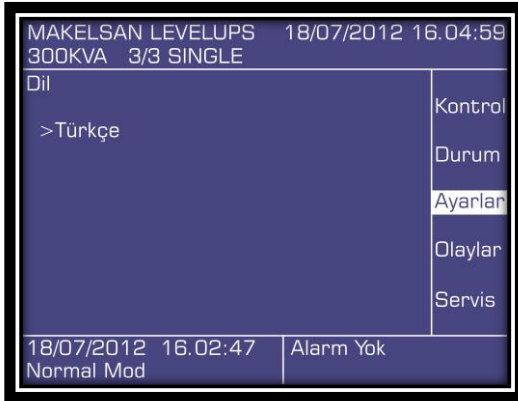 MAKELSAN LEVELUPS 18/07/2012 16.04:59
300KVA 3/3 SINGLE
Dil
>Türkçe
Kontrol
Durum
Ayarlar
Olaylar
Servis
18/07/2012 16.02:47 Alarm Yok
Normal Mod